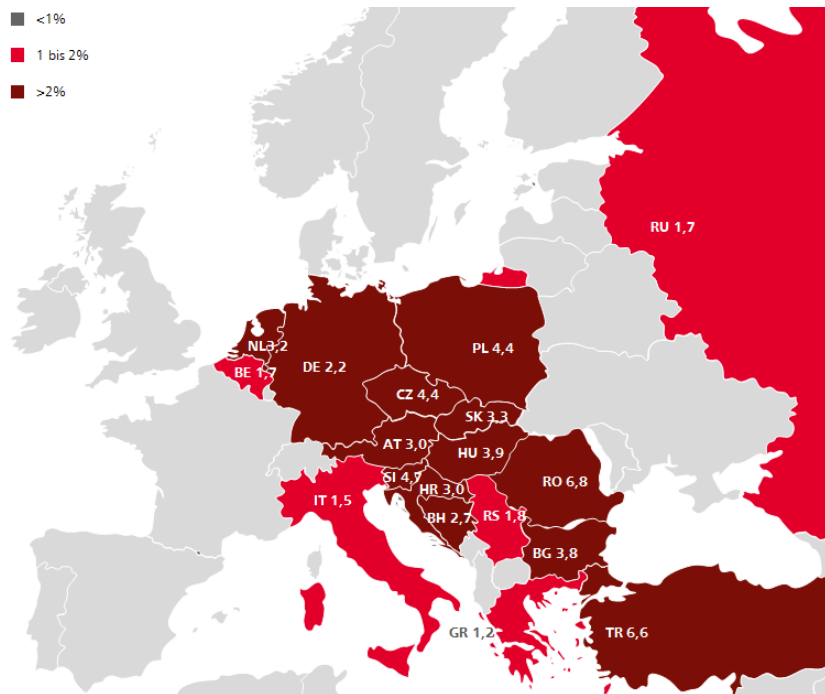 <1%
1 bis 2%
>2%
RU 1,7
NL3,2
PL 4,4
DE 2,2
BE 1,7
CZ 4,4
SK 3.3
AT 3,0
HU 3,9
SI 4,7
RO 6,8
HR 3,0
IT 1,5
BH 2,7
RS 1,8
BG 3,8
GR 1,2
TR 6,6